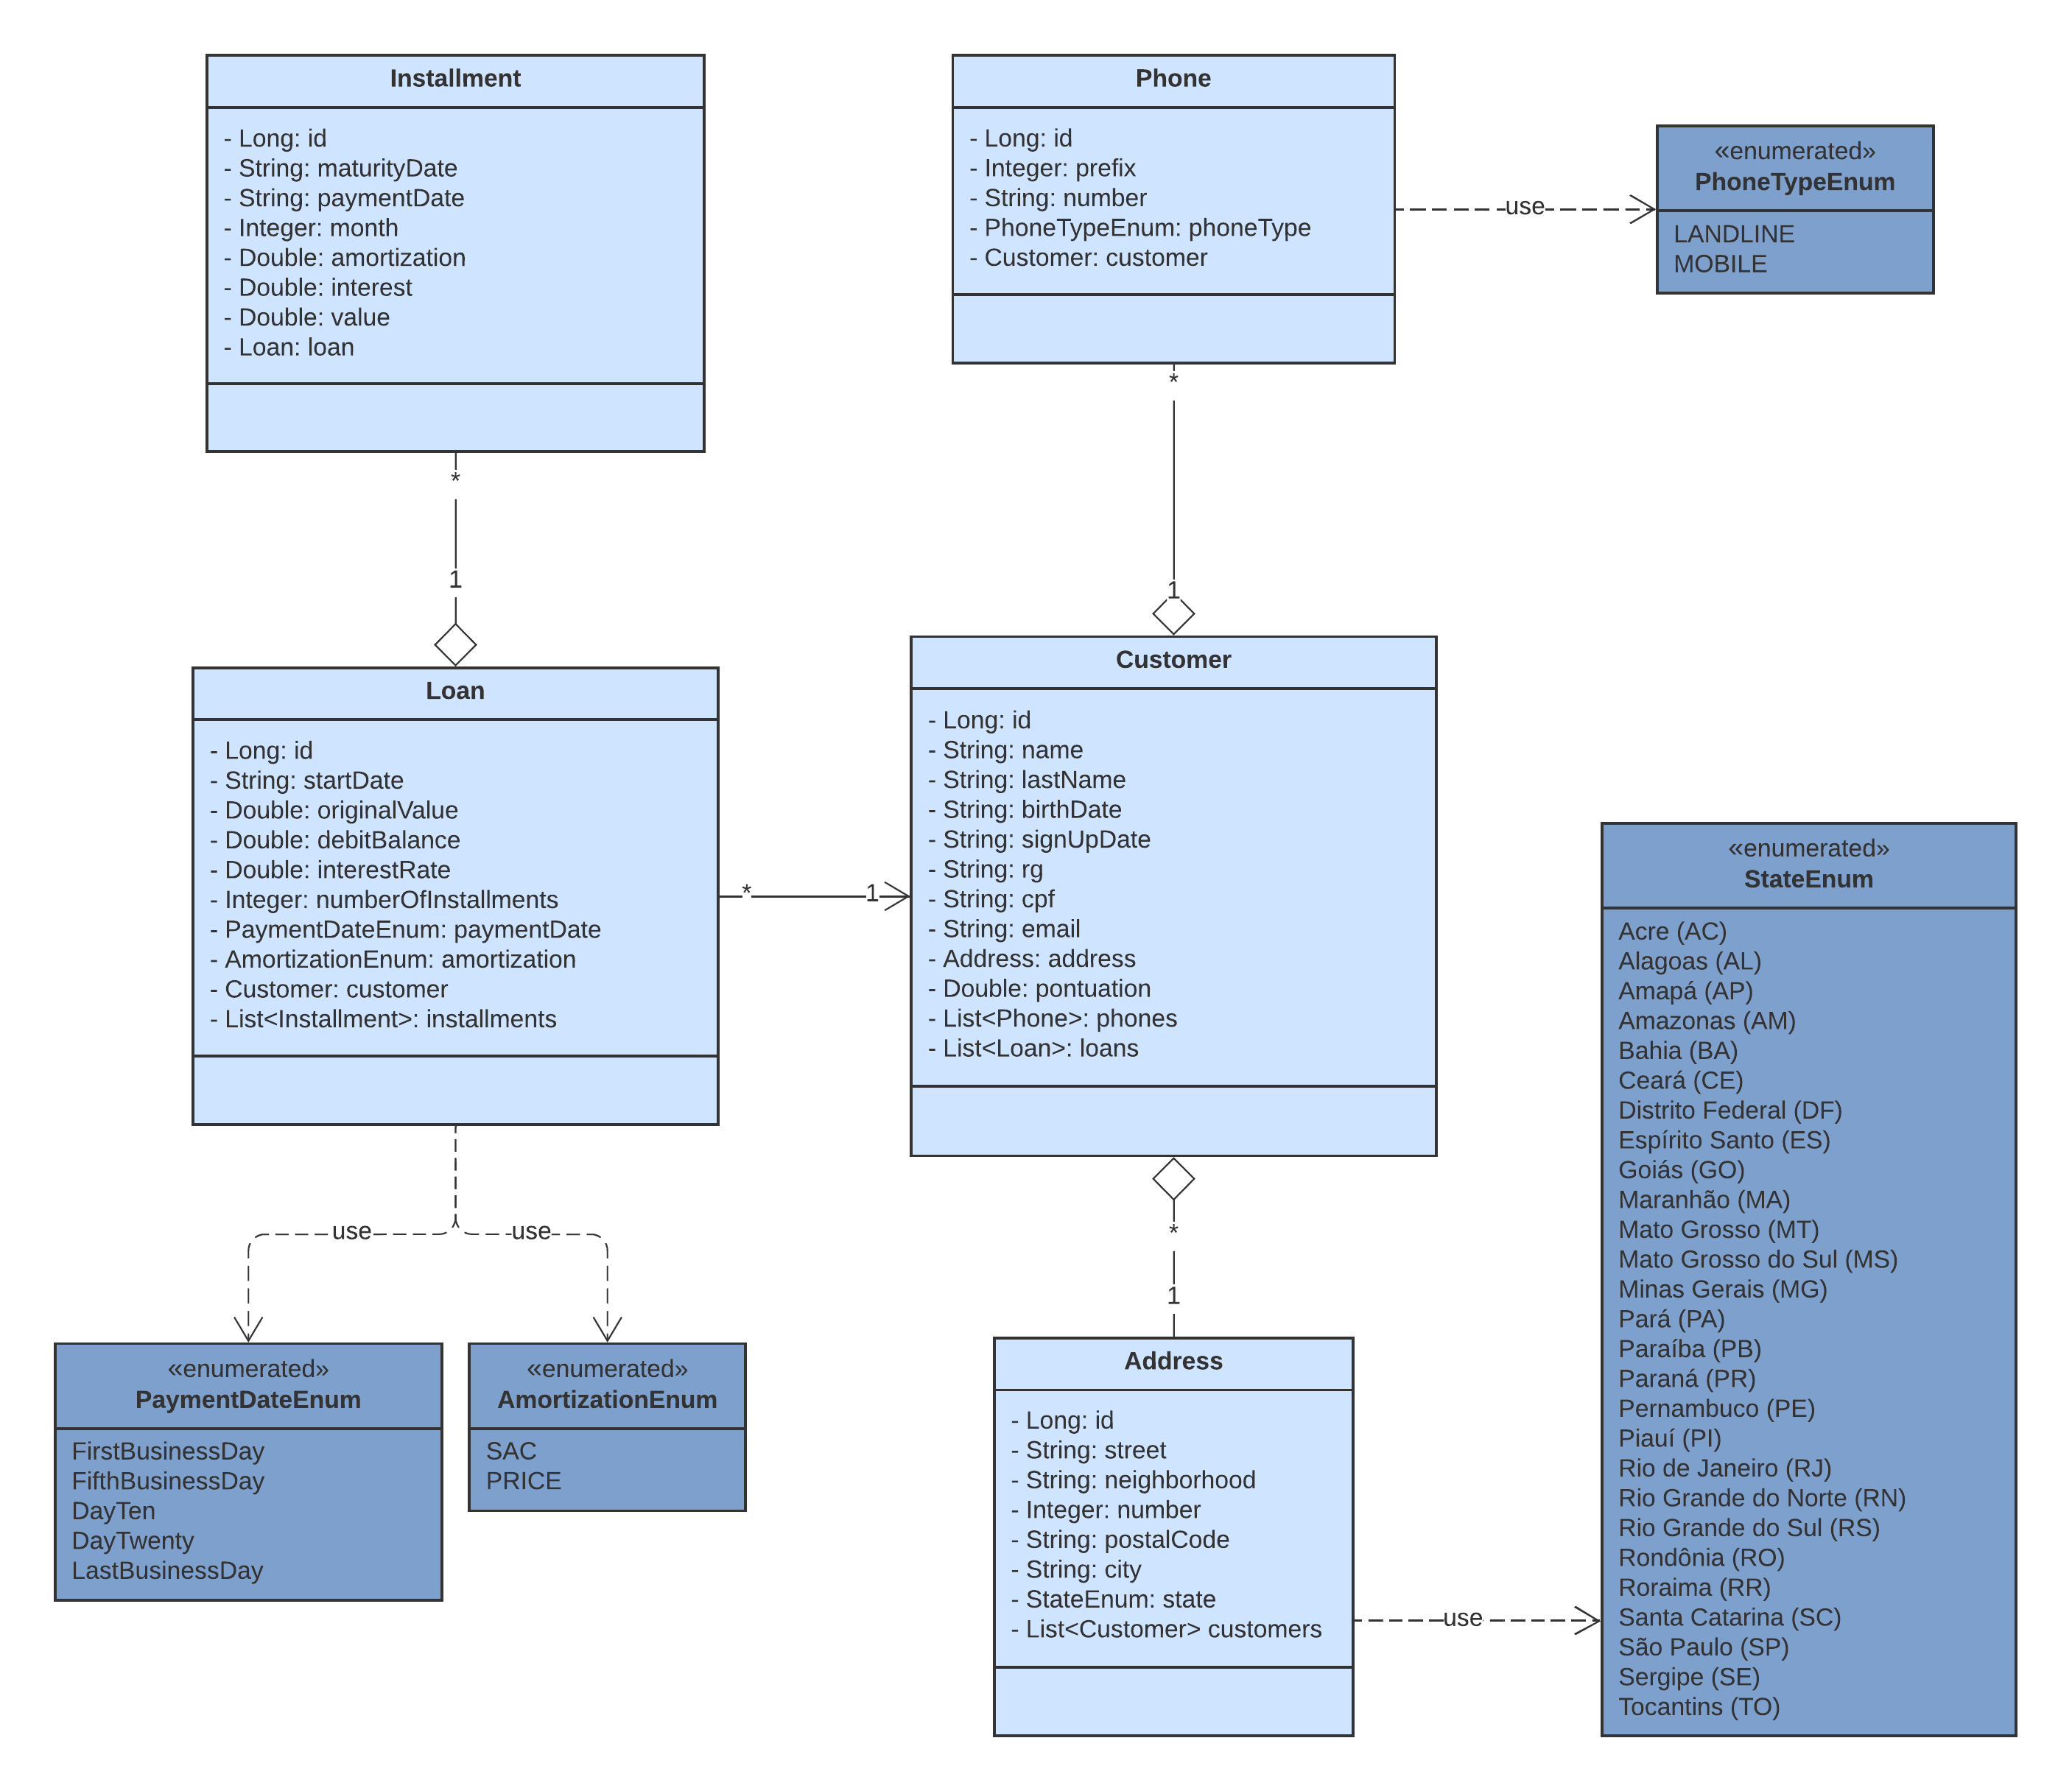 Installment
- Long: id
- String: maturityDate
- String: paymentDate
- Integer: month
- Double: amortization
- Double: interest
- Double: value
- Loan: loan
Phone
- Long: id
- Integer: prefix
- String: number
- PhoneTypeEnum: phoneType
- Customer: customer
use
«enumerated»
PhoneTypeEnum
LANDLINE
MOBILE
*
1
*
1
Loan
- Long: id
- String: startDate
- Double: originalValue
- Double: debitBalance
- Double: interestRate
- Integer: numberOfInstallments
- PaymentDateEnum: paymentDate
- AmortizationEnum: amortization
- Customer: customer
- List<Installment>: installments
*
1
Customer
- Long: id
- String: name
- String: lastName
- String: birthDate
- String: signUpDate
- String: rg
- String: cpf
- String: email
- Address: address
- Double: pontuation
- List<Phone>: phones
- List<Loan>: loans
use
use
«enumerated»
PaymentDateEnum
FirstBusinessDay
FifthBusinessDay
DayTen
DayTwenty
LastBusinessDay
«enumerated»
AmortizationEnum
SAC
PRICE
*
1
Address
- Long: id
- String: street
- String: neighborhood
- Integer: number
- String: postalCode
- String: city
- StateEnum: state
- List<Customer> customers
use
«enumerated»
StateEnum
Acre (AC)
Alagoas (AL)
Amapá (AP)
Amazonas (AM)
Bahia (BA)
Ceará (CE)
Distrito Federal (DF)
Espírito Santo (ES)
Goiás (GO)
Maranhão (MA)
Mato Grosso (MT)
Mato Grosso do Sul (MS)
Minas Gerais (MG)
Pará (PA)
Paraíba (PB)
Paraná (PR)
Pernambuco (PE)
Piauí (PI)
Rio de Janeiro (RJ)
Rio Grande do Norte (RN)
Rio Grande do Sul (RS)
Rondônia (RO)
Roraima (RR)
Santa Catarina (SC)
São Paulo (SP)
Sergipe (SE)
Tocantins (TO)